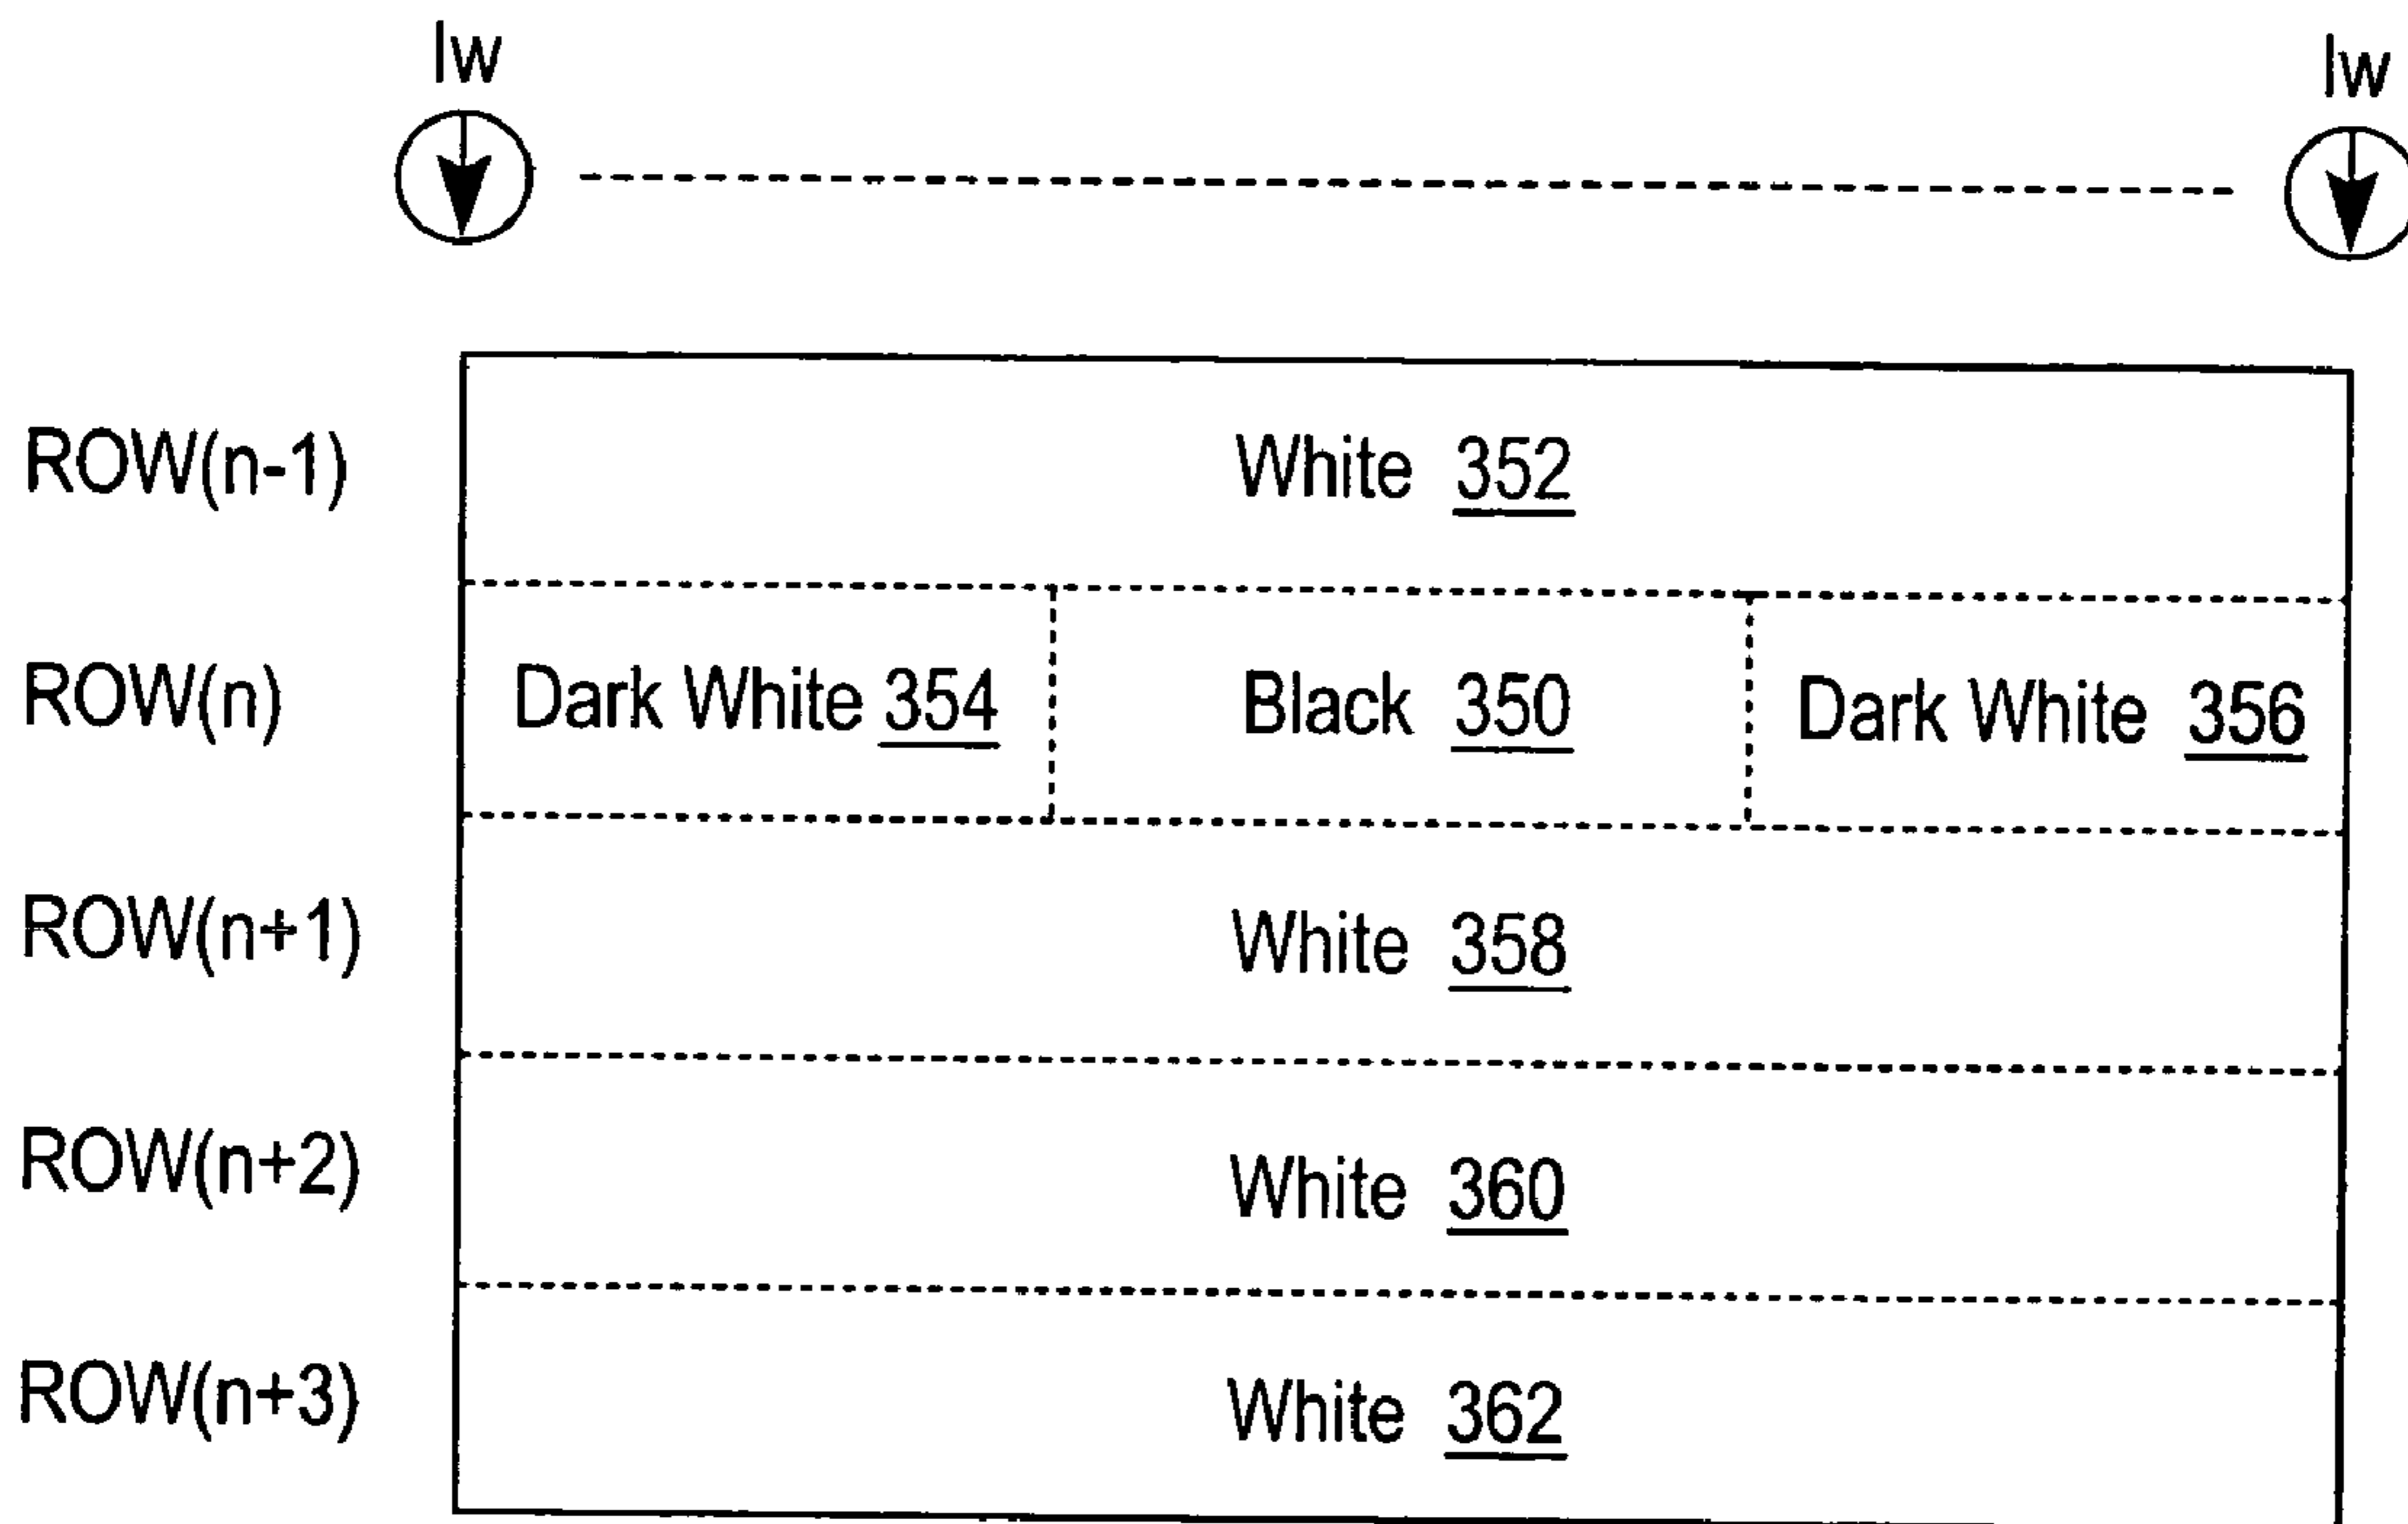 Iw Iw
ROW(n-1) White 352
ROW(n) Dark White 354 Black 350 Dark White 356
ROW(n+1) White 358
ROW(n+2) White 360
ROW(n+3) White 362